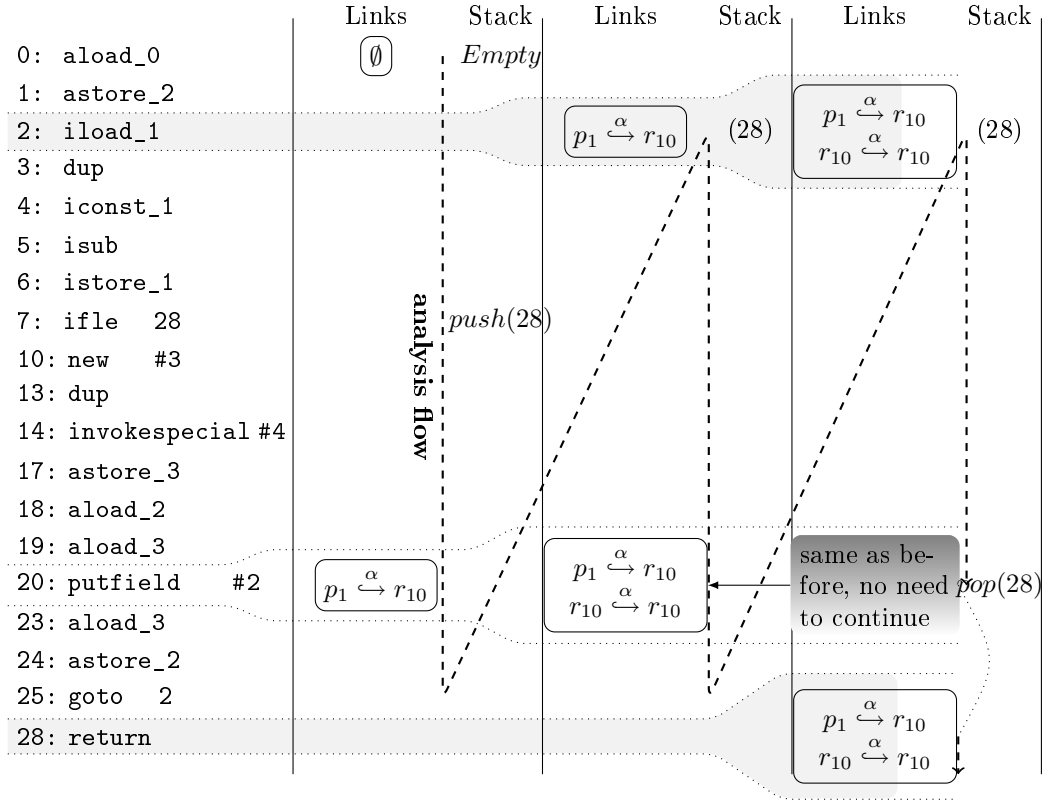 Links Stack Links Stack Links Stack
0: aload_0 ∅ Empty
1: astore_2
2: iload_1 p₁ ↪ᵅ r₁₀ (28) p₁ ↪ᵅ r₁₀ (28)
r₁₀ ↪ᵅ r₁₀
3: dup
4: iconst_1
5: isub
6: istore_1
7: ifle 28 push(28)
analysis flow
10: new #3
13: dup
14: invokespecial #4
17: astore_3
18: aload_2
19: aload_3
20: putfield #2 p₁ ↪ᵅ r₁₀
p₁ ↪ᵅ r₁₀
r₁₀ ↪ᵅ r₁₀
same as be-
fore, no need
to continue
pop(28)
23: aload_3
24: astore_2
25: goto 2
28: return p₁ ↪ᵅ r₁₀
r₁₀ ↪ᵅ r₁₀